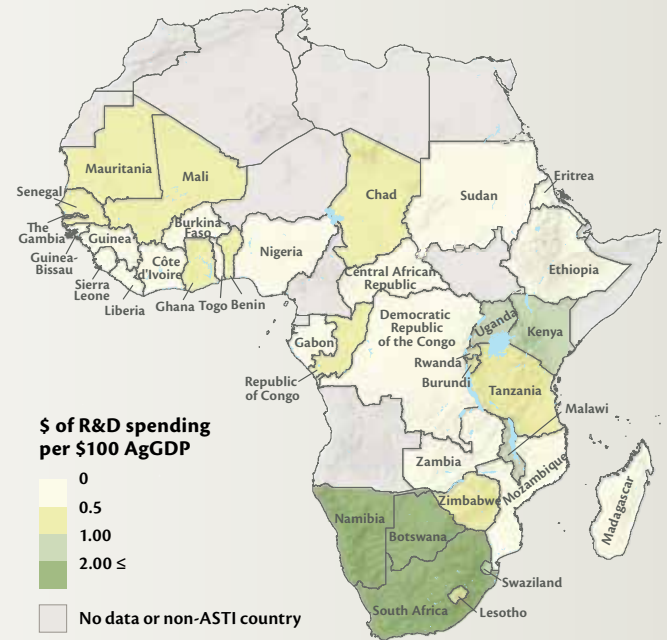 Mauritania
Mali
Senegal
The
Gambia
Guinea-
Bissau
Guinea
Sierra
Leone
Liberia
Côte
d'Ivoire
Burkina
Faso
Ghana
Togo
Benin
Nigeria
Chad
Sudan
Eritrea
Ethiopia
Central African
Republic
Democratic
Republic
of the Congo
Uganda
Kenya
Gabon
Rwanda
Burundi
Republic
of Congo
Tanzania
Malawi
Zambia
Mozambique
Zimbabwe
Madagascar
Namibia
Botswana
Swaziland
South Africa
Lesotho
$ of R&D spending
per $100 AgGDP
0
0.5
1.00
2.00 ≤
No data or non-ASTI country